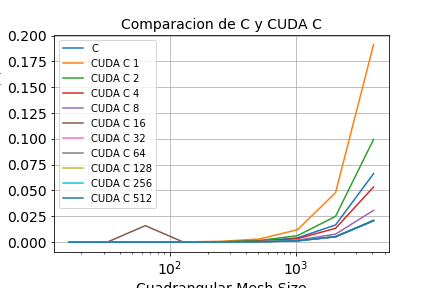 Comparacion de C y CUDA C
0.200
0.175
0.150
0.125
0.100
0.075
0.050
0.025
0.000
C
CUDA C 1
CUDA C 2
CUDA C 4
CUDA C 8
CUDA C 16
CUDA C 32
CUDA C 64
CUDA C 128
CUDA C 256
CUDA C 512
10²
10³
Quadrangular Mesh Size